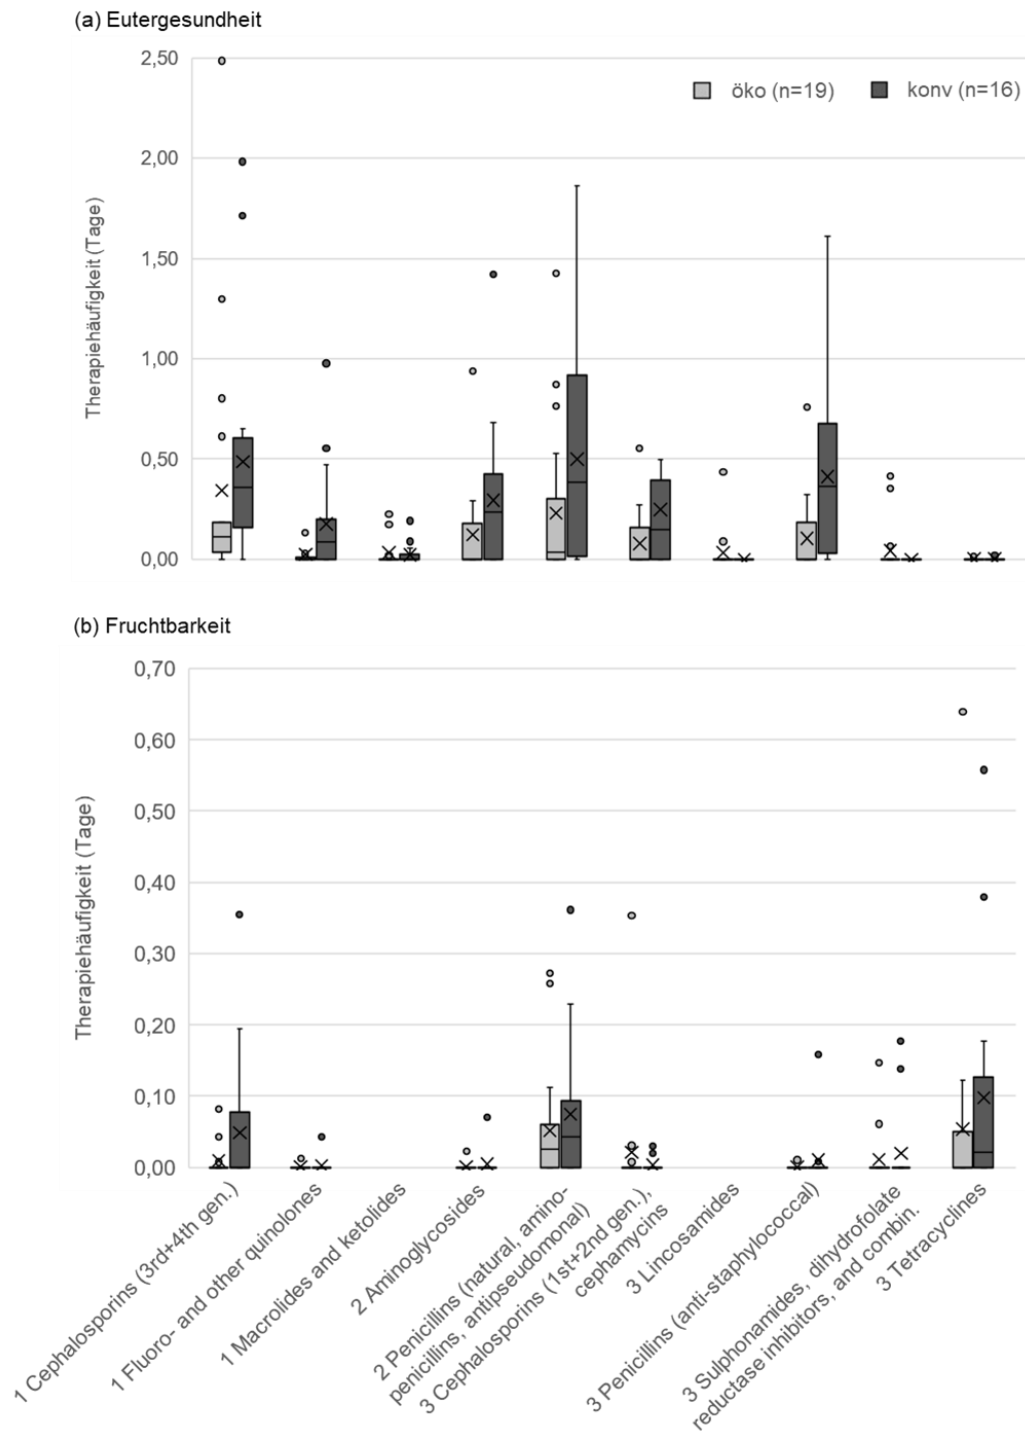 (a) Eutergesundheit
2,50
2,00
1,50
1,00
0,50
0,00
Therapiehäufigkeit (Tage)
öko (n=19)
konv (n=16)
(b) Fruchtbarkeit
0,70
0,60
0,50
0,40
0,30
0,20
0,10
0,00
Therapiehäufigkeit (Tage)
1 Cephalosporins (3rd+4th gen.)
1 Fluoro- and other quinolones
1 Macrolides and ketolides
2 Aminoglycosides
2 Penicillins (natural, amino-
penicillins, antipseudomonal)
3 Cephalosporins (1st+2nd gen.),
cephamycins
3 Lincosamides
3 Penicillins (anti-staphylococcal)
3 Sulphonamides, dihydrofolate
reductase inhibitors, and combin.
3 Tetracyclines